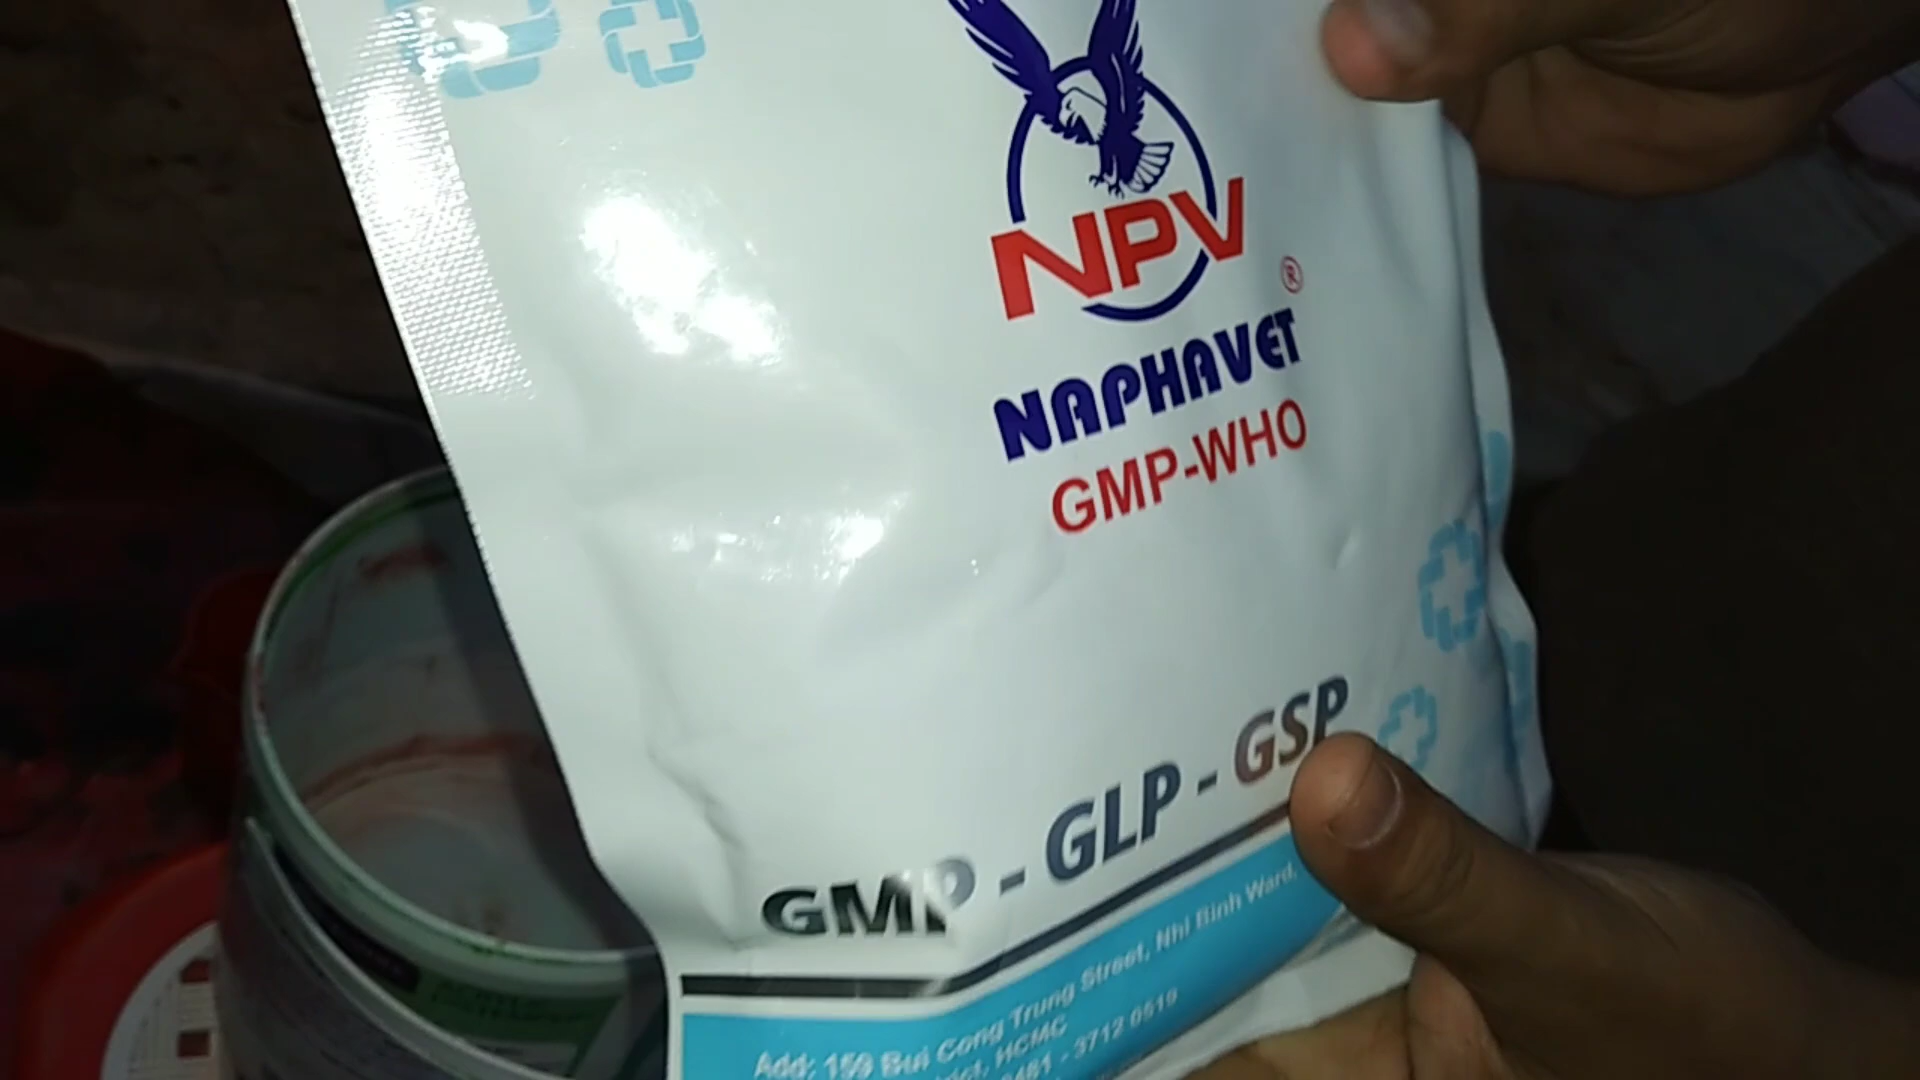 NPV
®
NAPHAVET
GMP-WHO
GMP - GLP - GSP
Add: 159 Bui Cong Trung Street, Nhi Binh Ward,
HCMC
3712 0519